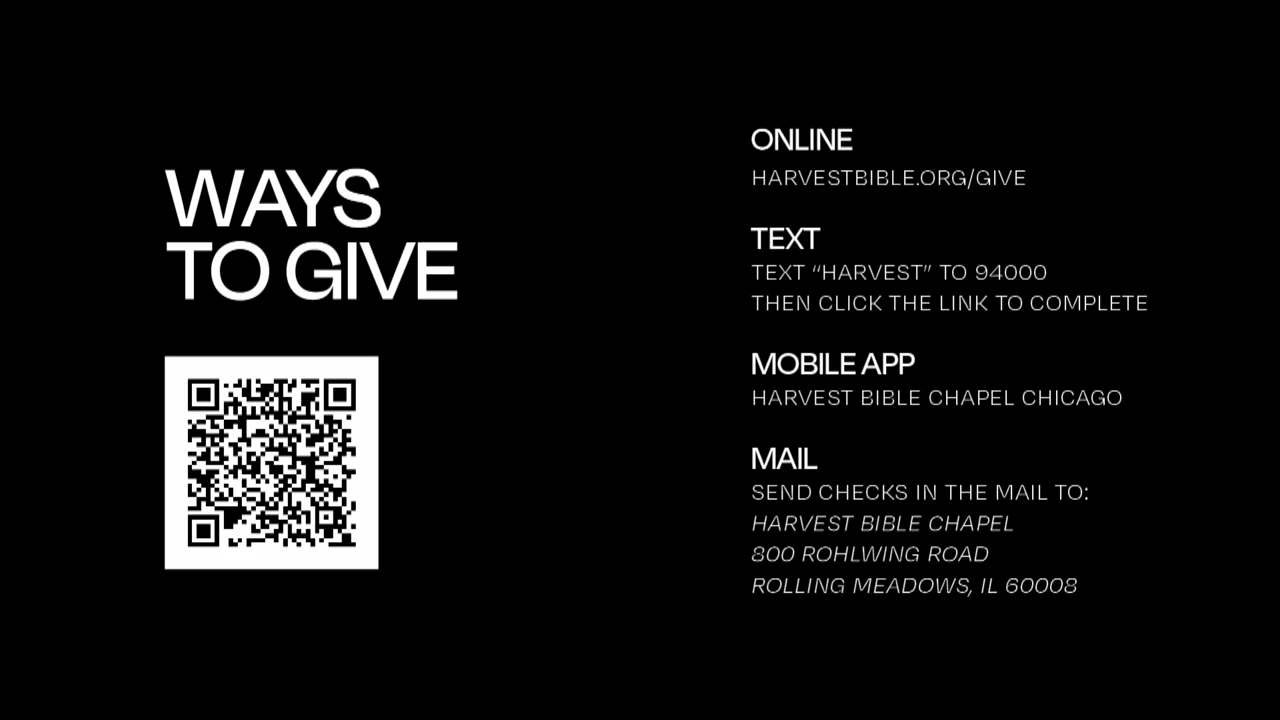 WAYS
TO GIVE
ONLINE
HARVESTBIBLE.ORG/GIVE
TEXT
TEXT “HARVEST” TO 94000
THEN CLICK THE LINK TO COMPLETE
MOBILE APP
HARVEST BIBLE CHAPEL CHICAGO
MAIL
SEND CHECKS IN THE MAIL TO:
HARVEST BIBLE CHAPEL
800 ROHLWING ROAD
ROLLING MEADOWS, IL 60008